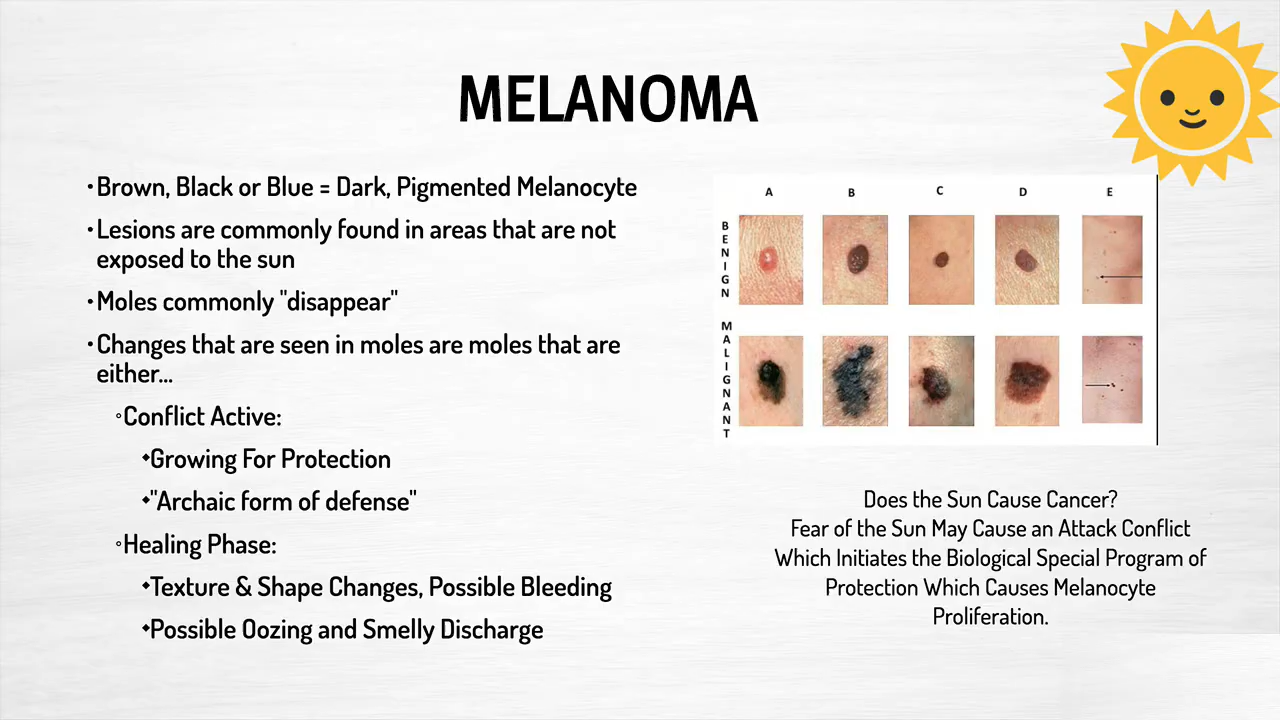 MELANOMA
•Brown, Black or Blue = Dark, Pigmented Melanocyte
•Lesions are commonly found in areas that are not
exposed to the sun
•Moles commonly "disappear"
•Changes that are seen in moles are moles that are
either...
◦Conflict Active:
⬩Growing For Protection
⬩"Archaic form of defense"
◦Healing Phase:
⬩Texture & Shape Changes, Possible Bleeding
⬩Possible Oozing and Smelly Discharge
A B C D E
BENIGN
MALIGNANT
Does the Sun Cause Cancer?
Fear of the Sun May Cause an Attack Conflict
Which Initiates the Biological Special Program of
Protection Which Causes Melanocyte
Proliferation.